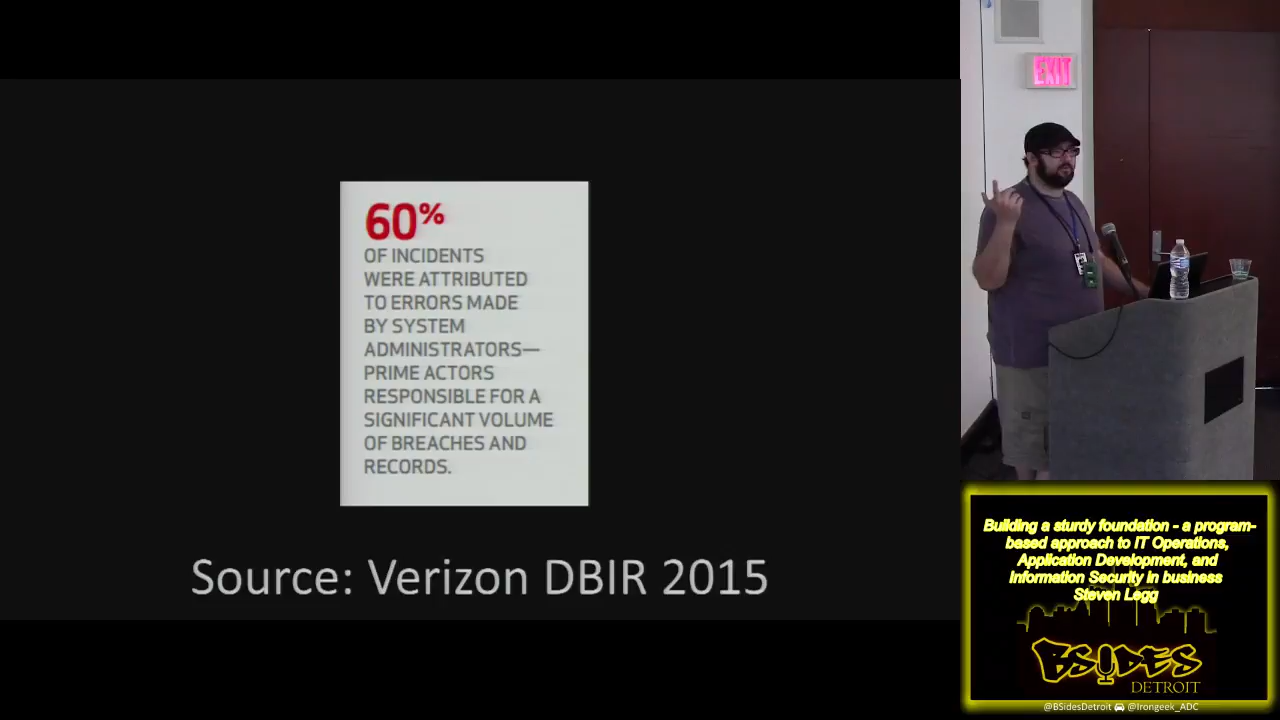 60%
OF INCIDENTS
WERE ATTRIBUTED
TO ERRORS MADE
BY SYSTEM
ADMINISTRATORS—
PRIME ACTORS
RESPONSIBLE FOR A
SIGNIFICANT VOLUME
OF BREACHES AND
RECORDS.
Source: Verizon DBIR 2015
EXIT
Building a sturdy foundation - a program-
based approach to IT Operations,
Application Development, and
Information Security in business
Steven Legg
BSIDES
DETROIT
@BSidesDetroit @Irongeek_ADC